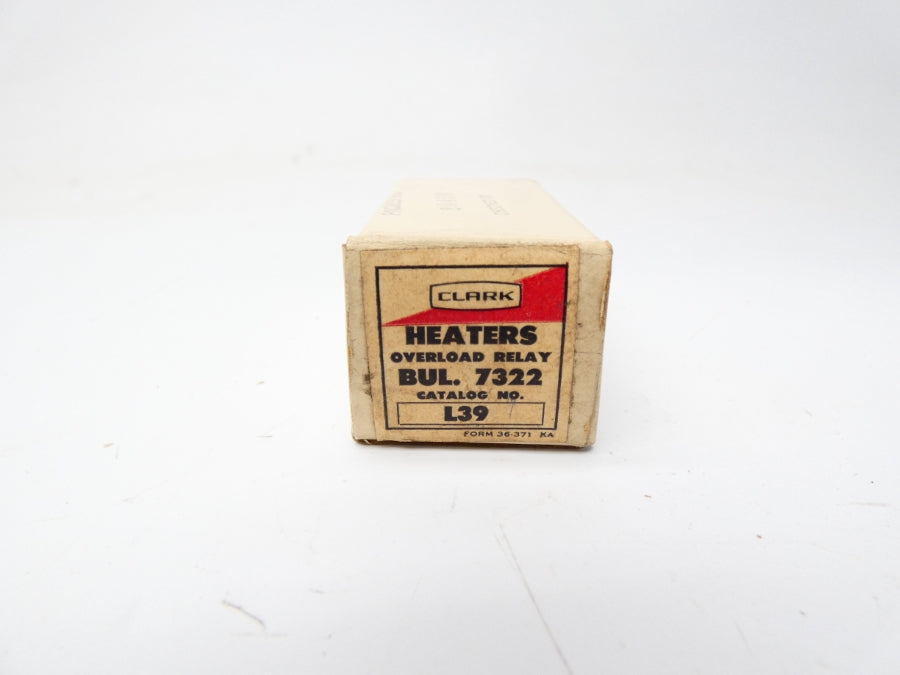 CLARK
HEATERS
OVERLOAD RELAY
BUL. 7322
CATALOG NO.
L39
FORM 36-371 KA